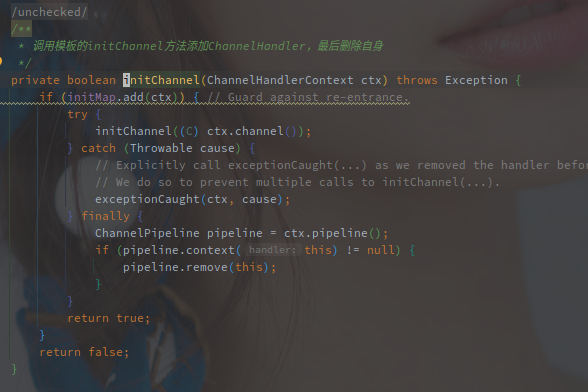 /unchecked/
/**
* 调用模板的initChannel方法添加ChannelHandler，最后删除自身
*/
private boolean initChannel(ChannelHandlerContext ctx) throws Exception {
if (initMap.add(ctx)) { // Guard against re-entrance.
try {
initChannel((C) ctx.channel());
} catch (Throwable cause) {
// Explicitly call exceptionCaught(...) as we removed the handler befor
// We do so to prevent multiple calls to initChannel(...).
exceptionCaught(ctx, cause);
} finally {
ChannelPipeline pipeline = ctx.pipeline();
if (pipeline.context( handler: this) != null) {
pipeline.remove(this);
}
}
return true;
}
return false;
}